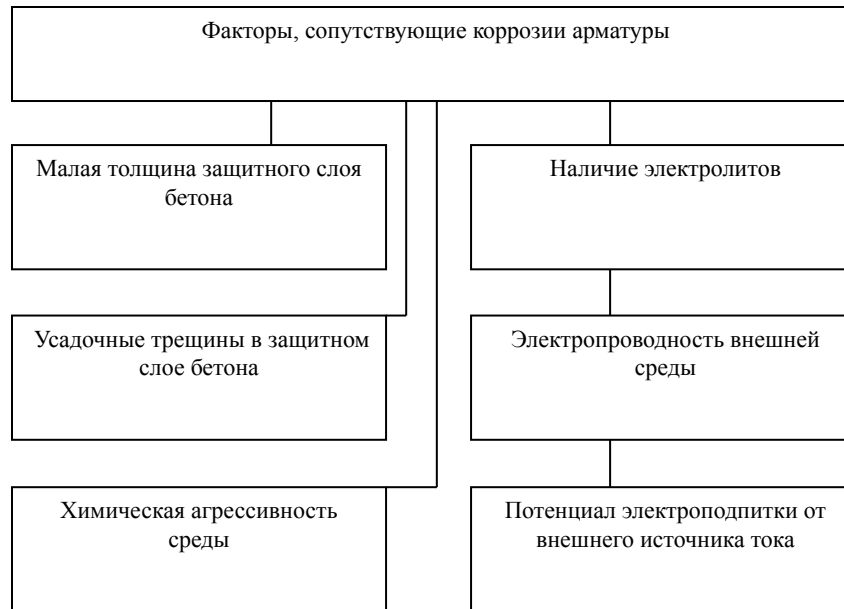 Факторы, сопутствующие коррозии арматуры
Малая толщина защитного слоя
бетона
Наличие электролитов
Усадочные трещины в защитном
слое бетона
Электропроводность внешней
среды
Химическая агрессивность
среды
Потенциал электроподпитки от
внешнего источника тока